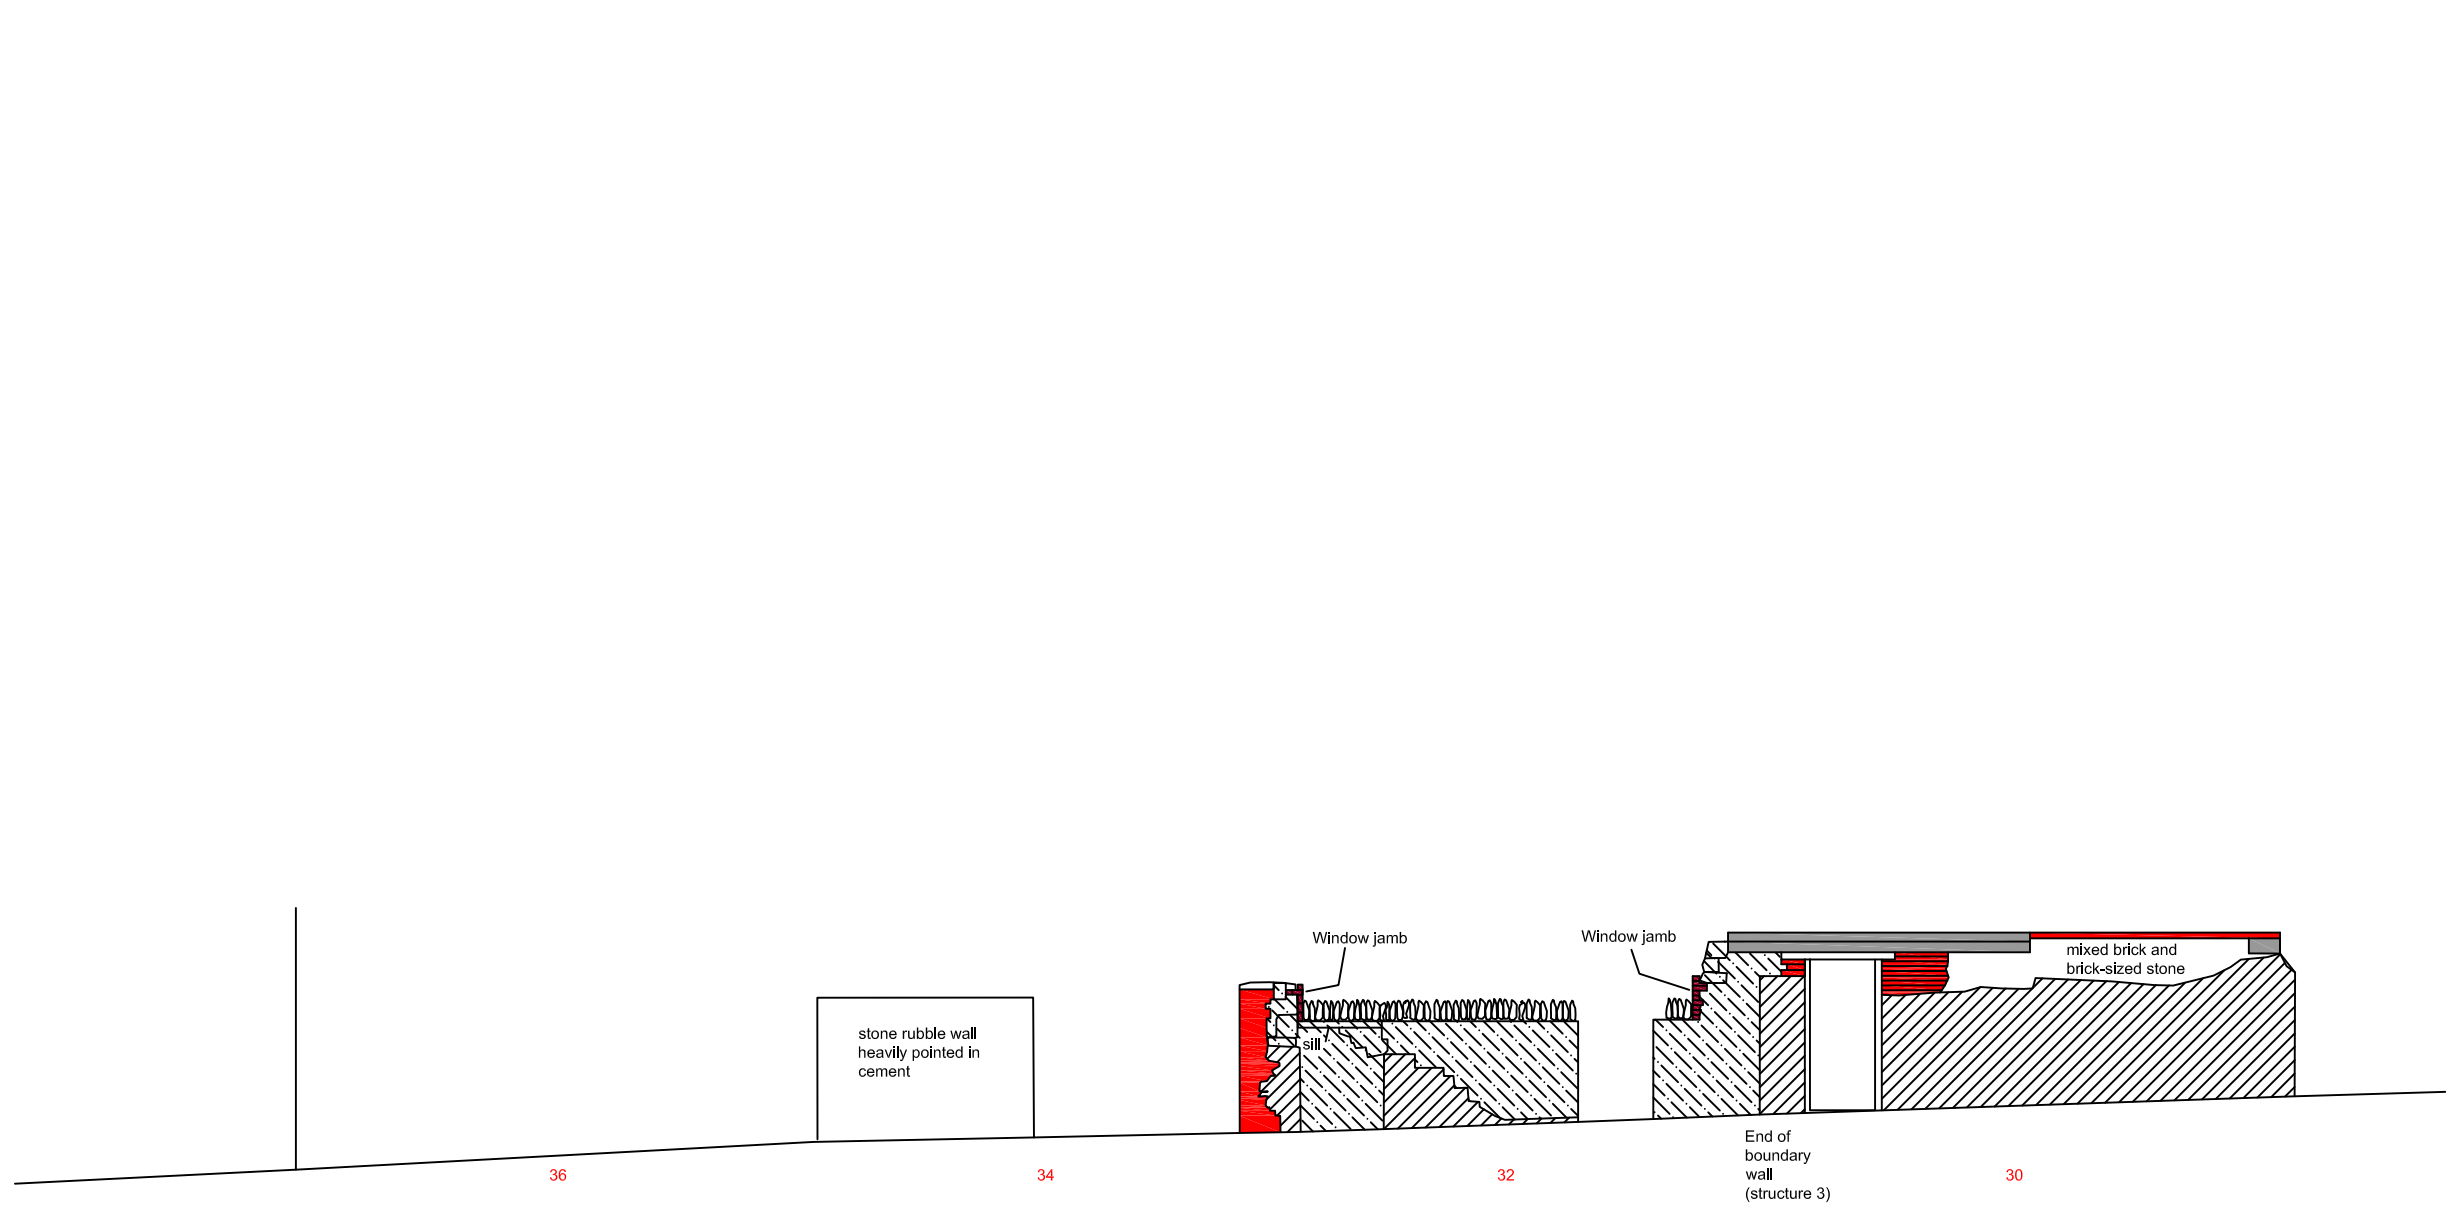 Window jamb
Window jamb
mixed brick and
brick-sized stone
stone rubble wall
heavily pointed in
cement
sill
End of
boundary
wall
(structure 3)
36
34
32
30